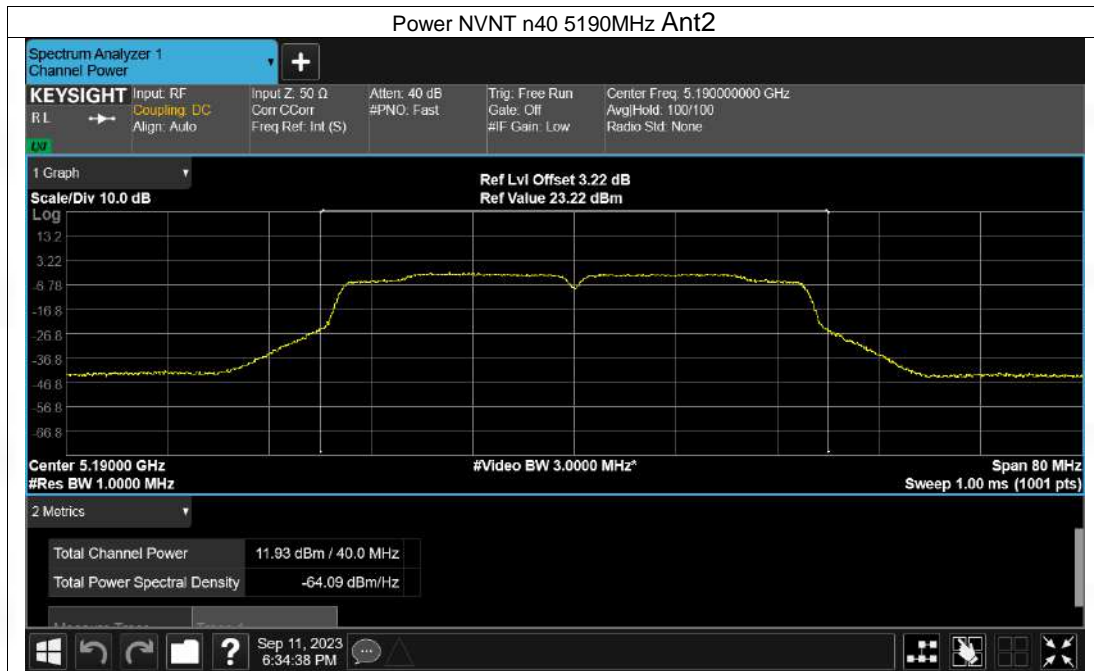 Power NVNT n40 5190MHz Ant2
Spectrum Analyzer 1
Channel Power
+
KEYSIGHT
Input: RF
Input Z: 50 Ω
Atten: 40 dB
Trig: Free Run
Center Freq: 5.190000000 GHz
R L
Coupling: DC
Corr CCorr
#PNO: Fast
Gate: Off
Avg|Hold: 100/100
Align: Auto
Freq Ref: Int (S)
#IF Gain: Low
Radio Std: None
LXI
1 Graph
Ref Lvl Offset 3.22 dB
Scale/Div 10.0 dB
Ref Value 23.22 dBm
Log
13.2
3.22
-6.78
-16.8
-26.8
-36.8
-46.8
-56.8
-66.8
Center 5.19000 GHz
#Video BW 3.0000 MHz*
Span 80 MHz
#Res BW 1.0000 MHz
Sweep 1.00 ms (1001 pts)
2 Metrics
Total Channel Power
11.93 dBm / 40.0 MHz
Total Power Spectral Density
-64.09 dBm/Hz
?
Sep 11, 2023
6:34:38 PM